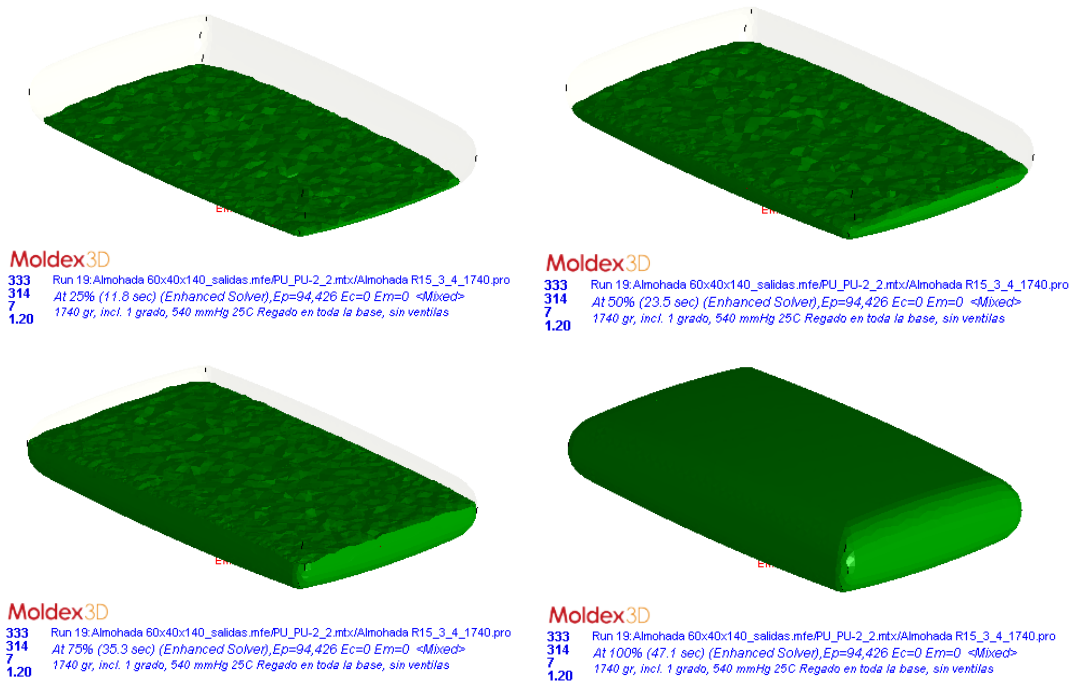 Em
Moldex3D
333 Run 19:Almohada 60x40x140_salidas.mfe/PU_PU-2_2.mtx/Almohada R15_3_4_1740.pro
314 At 25% (11.8 sec) (Enhanced Solver),Ep=94,426 Ec=0 Em=0 <Mixed>
7 1740 gr, incl. 1 grado, 540 mmHg 25C Regado en toda la base, sin ventilas
1.20
Em
Moldex3D
333 Run 19:Almohada 60x40x140_salidas.mfe/PU_PU-2_2.mtx/Almohada R15_3_4_1740.pro
314 At 50% (23.5 sec) (Enhanced Solver),Ep=94,426 Ec=0 Em=0 <Mixed>
7 1740 gr, incl. 1 grado, 540 mmHg 25C Regado en toda la base, sin ventilas
1.20
Moldex3D
333 Run 19:Almohada 60x40x140_salidas.mfe/PU_PU-2_2.mtx/Almohada R15_3_4_1740.pro
314 At 75% (35.3 sec) (Enhanced Solver),Ep=94,426 Ec=0 Em=0 <Mixed>
7 1740 gr, incl. 1 grado, 540 mmHg 25C Regado en toda la base, sin ventilas
1.20
Moldex3D
333 Run 19:Almohada 60x40x140_salidas.mfe/PU_PU-2_2.mtx/Almohada R15_3_4_1740.pro
314 At 100% (47.1 sec) (Enhanced Solver),Ep=94,426 Ec=0 Em=0 <Mixed>
7 1740 gr, incl. 1 grado, 540 mmHg 25C Regado en toda la base, sin ventilas
1.20